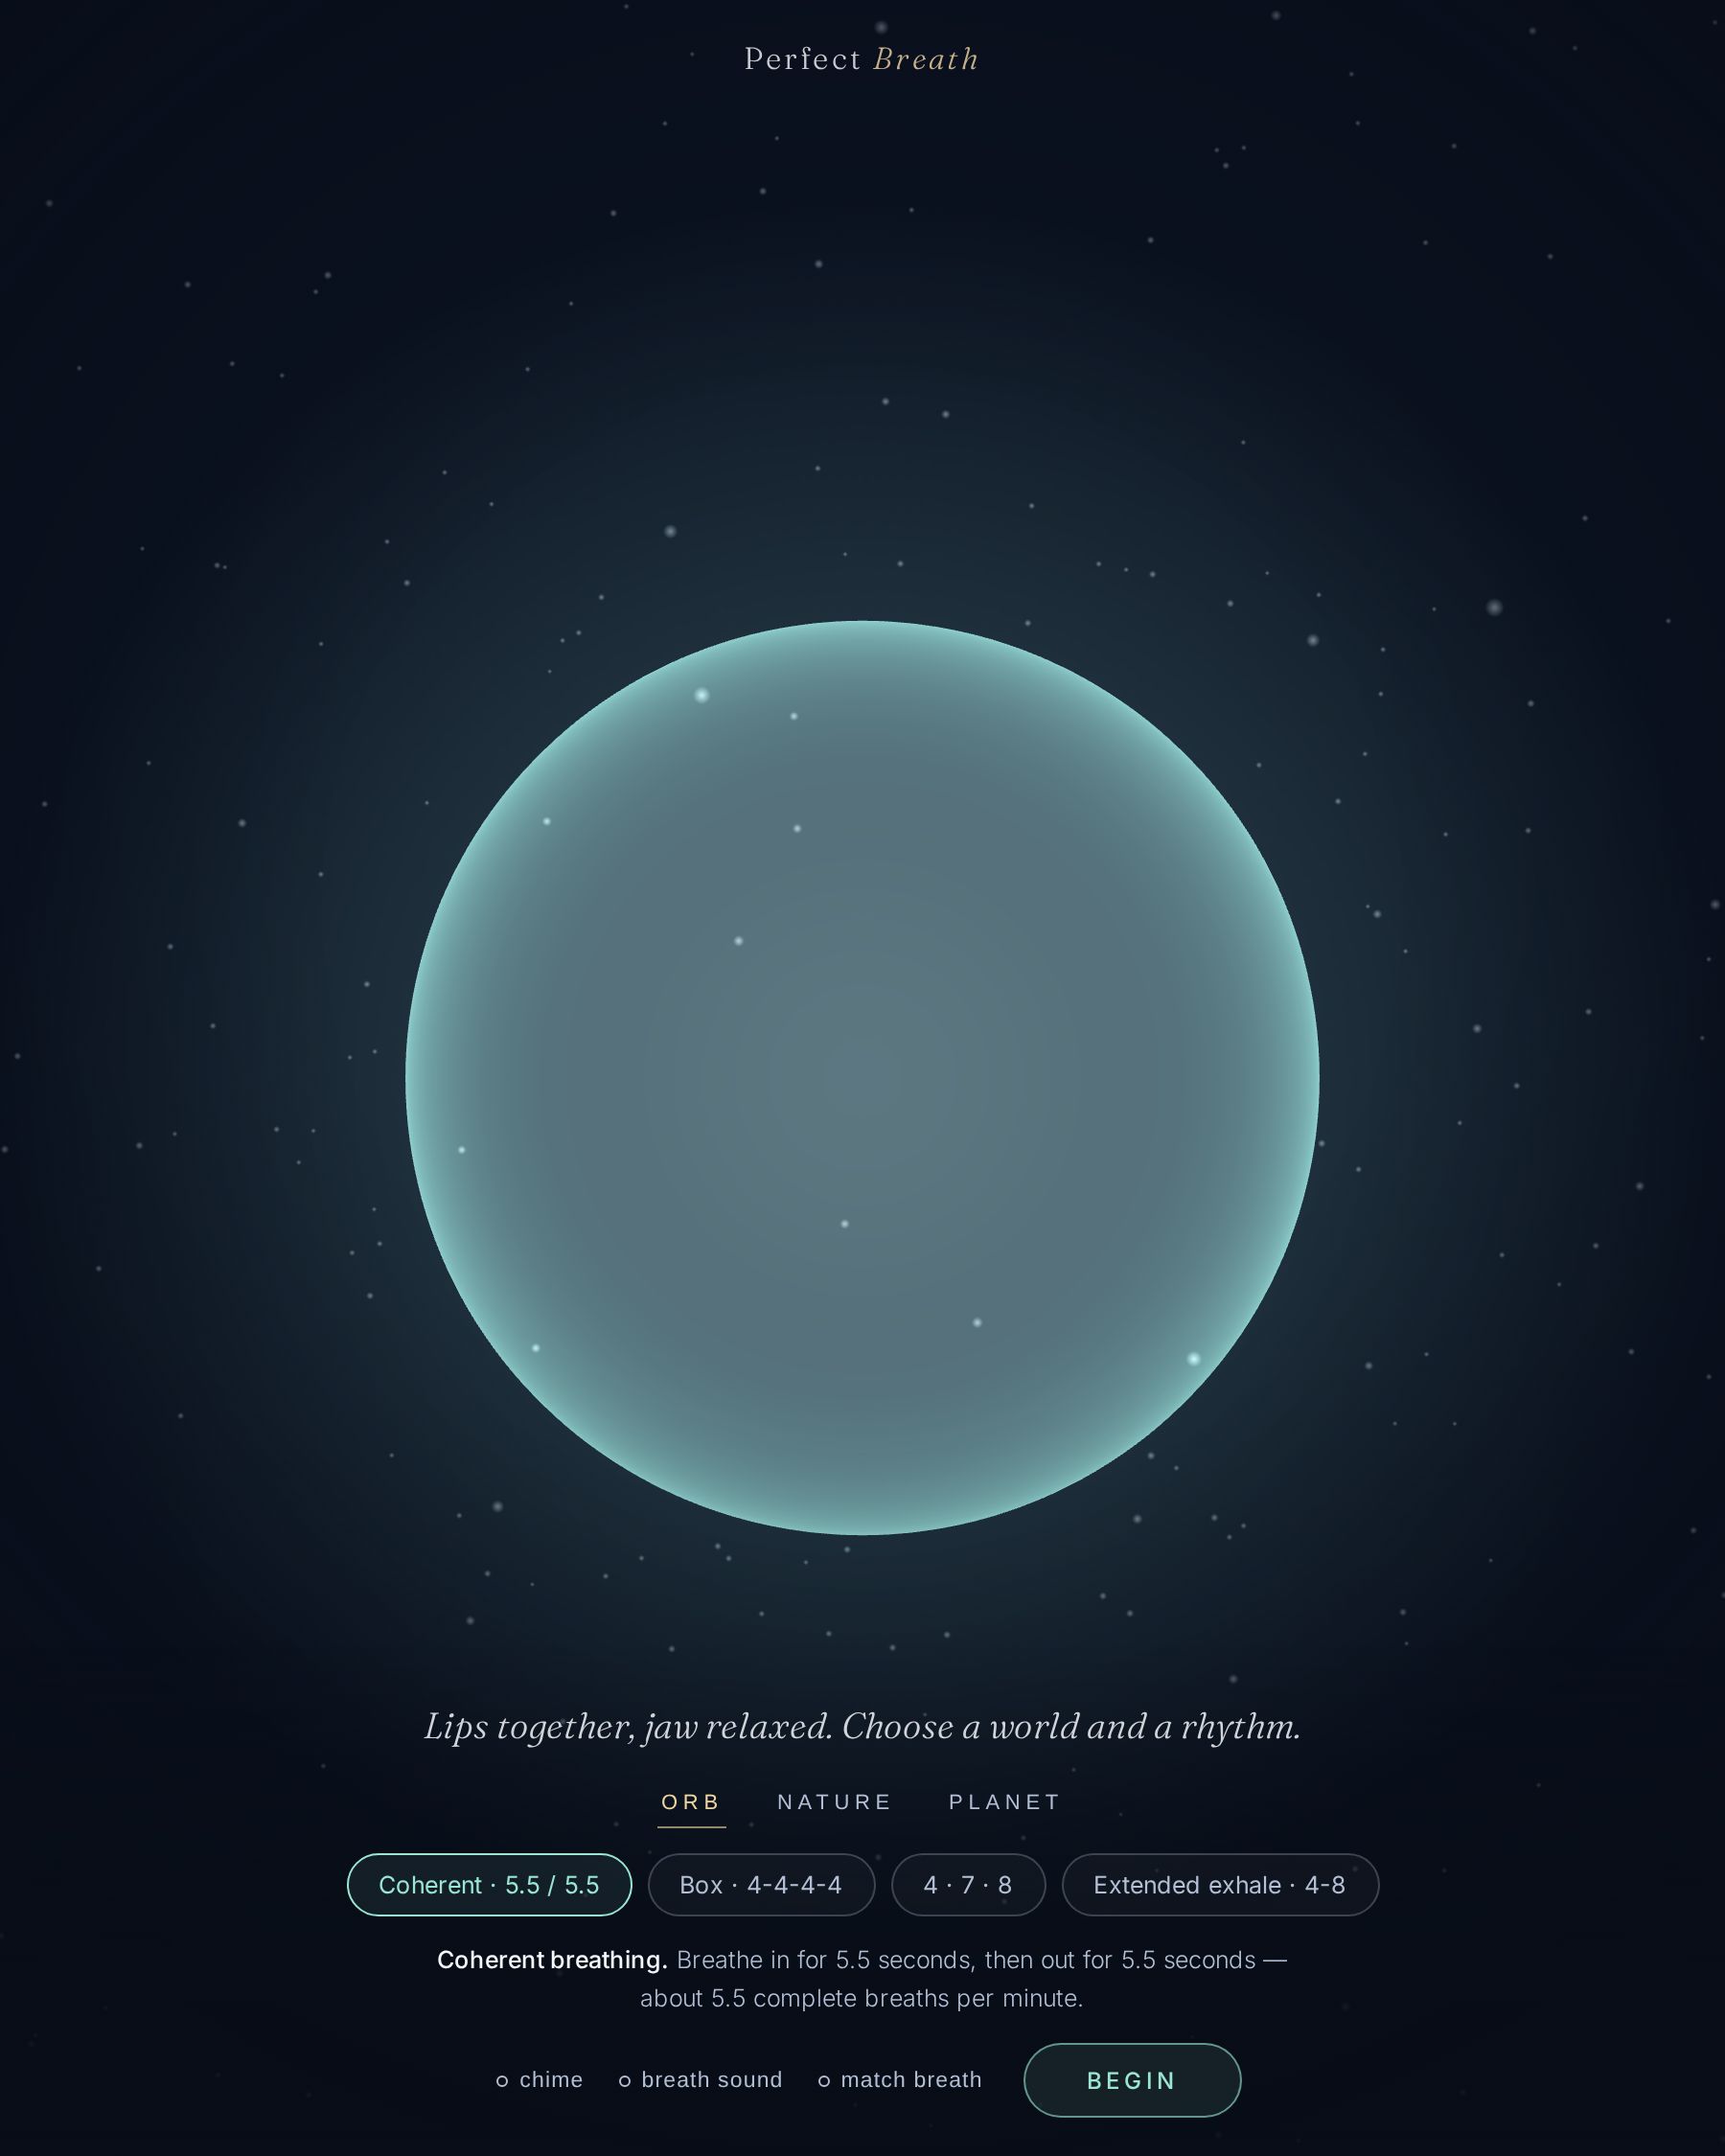 Perfect Breath
Lips together, jaw relaxed. Choose a world and a rhythm.
ORB NATURE PLANET
Coherent · 5.5 / 5.5 Box · 4-4-4-4 4 · 7 · 8 Extended exhale · 4-8
Coherent breathing. Breathe in for 5.5 seconds, then out for 5.5 seconds —
about 5.5 complete breaths per minute.
chime breath sound match breath BEGIN